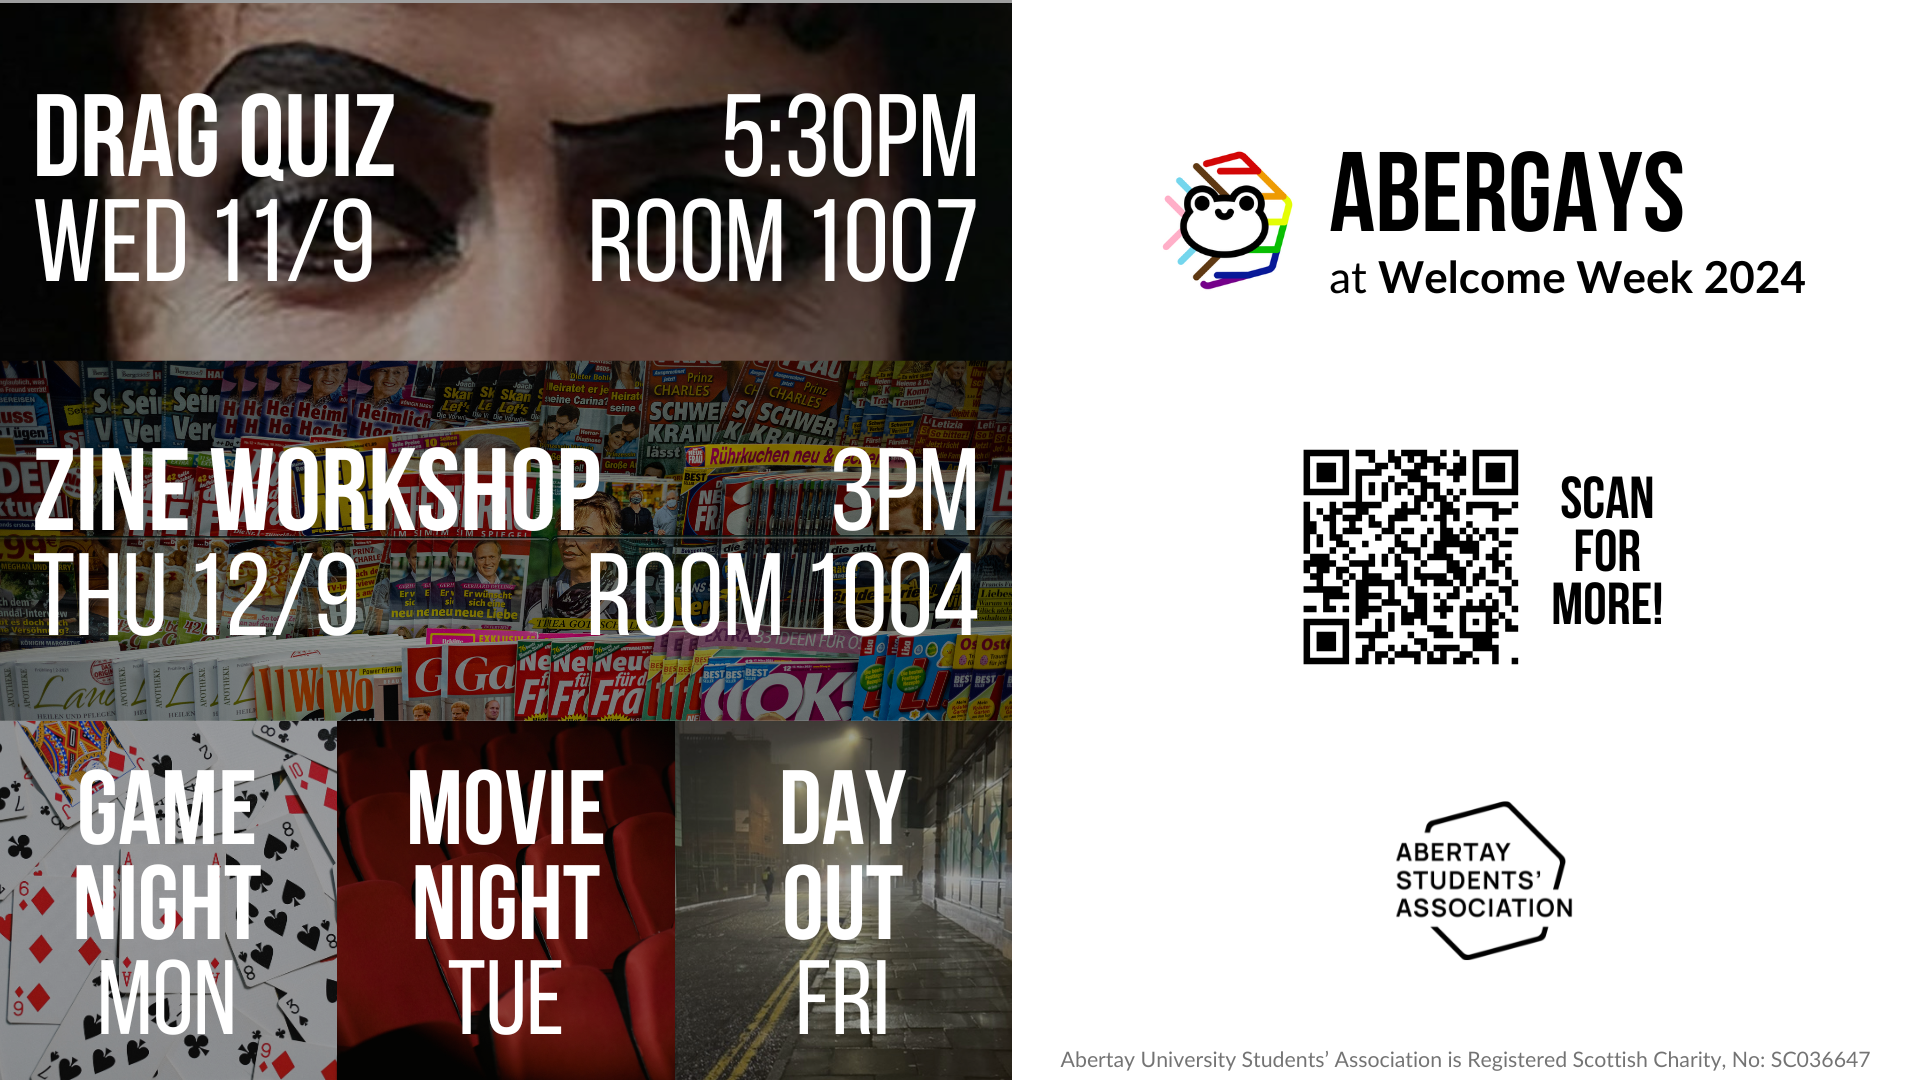 DRAG QUIZ
5:30PM
WED 11/9
ROOM 1007
ZINE WORKSHOP
3PM
THU 12/9
ROOM 1004
GAME
NIGHT
MON
MOVIE
NIGHT
TUE
DAY
OUT
FRI
ABERGAYS
at Welcome Week 2024
SCAN
FOR
MORE!
ABERTAY
STUDENTS’
ASSOCIATION
Abertay University Students’ Association is Registered Scottish Charity, No: SC036647